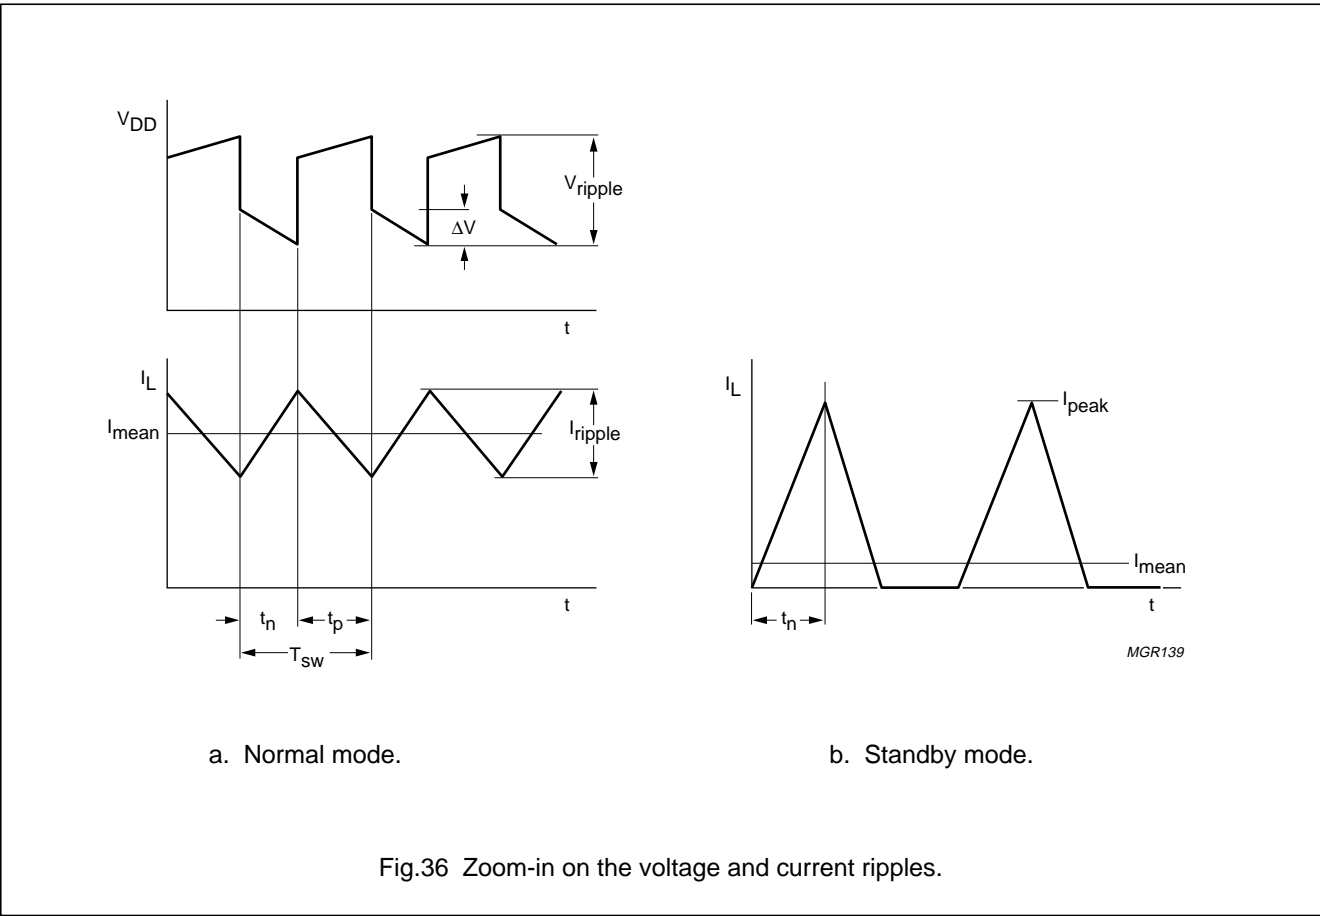 VDD
Vripple
ΔV
t
IL
Imean
Iripple
t
tn
tp
Tsw
IL
Ipeak
Imean
t
tn
MGR139
a. Normal mode.
b. Standby mode.
Fig.36 Zoom-in on the voltage and current ripples.